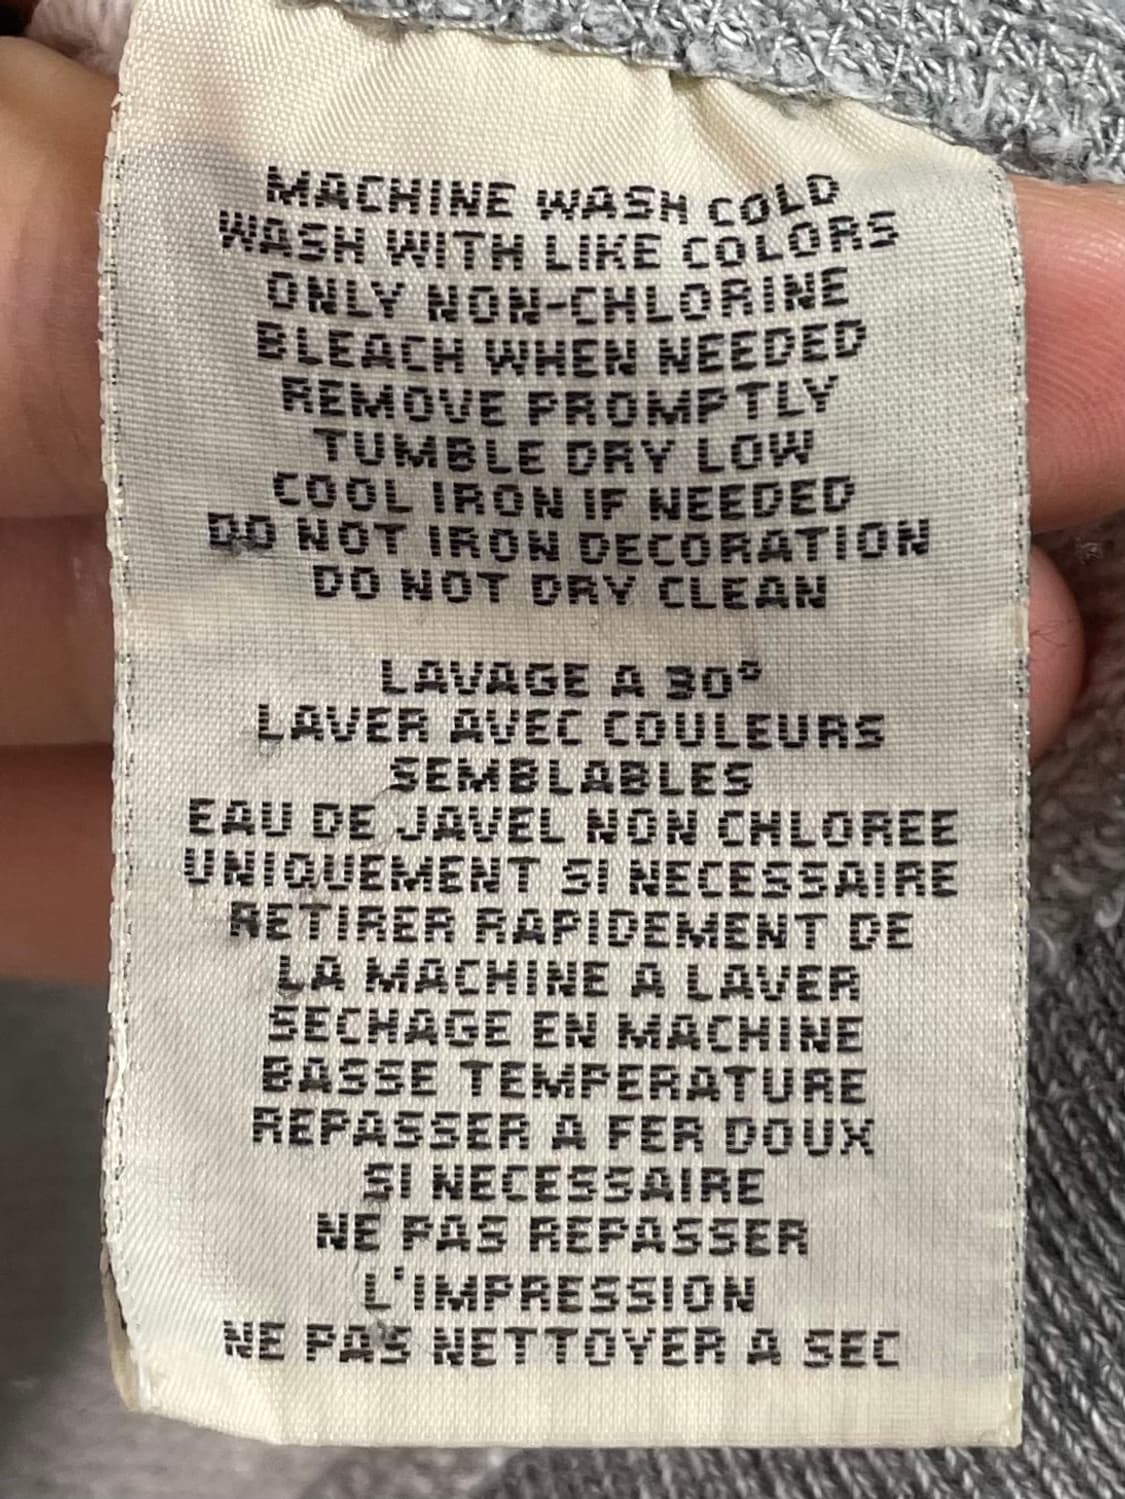 MACHINE WASH COLD
WASH WITH LIKE COLORS
ONLY NON-CHLORINE
BLEACH WHEN NEEDED
REMOVE PROMPTLY
TUMBLE DRY LOW
COOL IRON IF NEEDED
DO NOT IRON DECORATION
DO NOT DRY CLEAN
LAVAGE A 30°
LAVER AVEC COULEURS
SEMBLABLES
EAU DE JAVEL NON CHLOREE
UNIQUEMENT SI NECESSAIRE
RETIRER RAPIDEMENT DE
LA MACHINE A LAVER
SECHAGE EN MACHINE
BASSE TEMPERATURE
REPASSER A FER DOUX
SI NECESSAIRE
NE PAS REPASSER
L'IMPRESSION
NE PAS NETTOYER A SEC